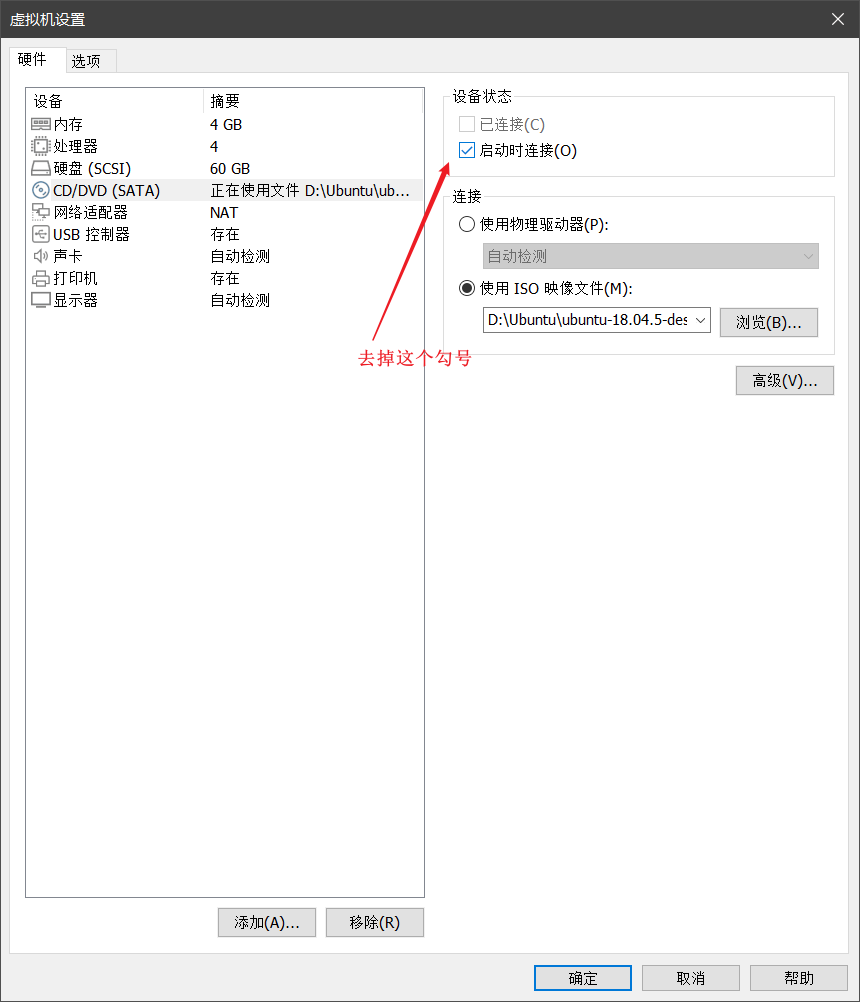 虚拟机设置
硬件 选项
设备 摘要
内存 4 GB
处理器 4
硬盘 (SCSI) 60 GB
CD/DVD (SATA) 正在使用文件 D:\Ubuntu\ub...
网络适配器 NAT
USB 控制器 存在
声卡 自动检测
打印机 存在
显示器 自动检测
添加(A)... 移除(R)
设备状态
已连接(C)
启动时连接(O)
连接
使用物理驱动器(P):
自动检测
使用 ISO 映像文件(M):
D:\Ubuntu\ubuntu-18.04.5-des 浏览(B)...
去掉这个勾号
高级(V)...
确定 取消 帮助